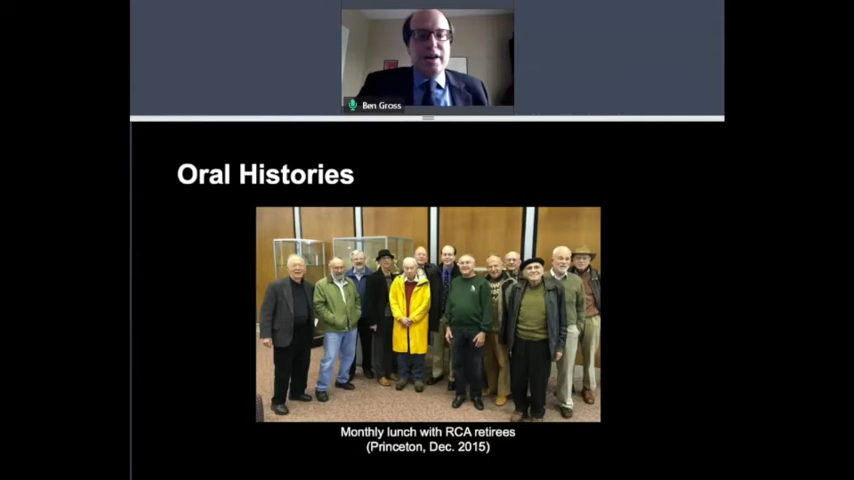 Ben Gross
Oral Histories
Monthly lunch with RCA retirees
(Princeton, Dec. 2015)